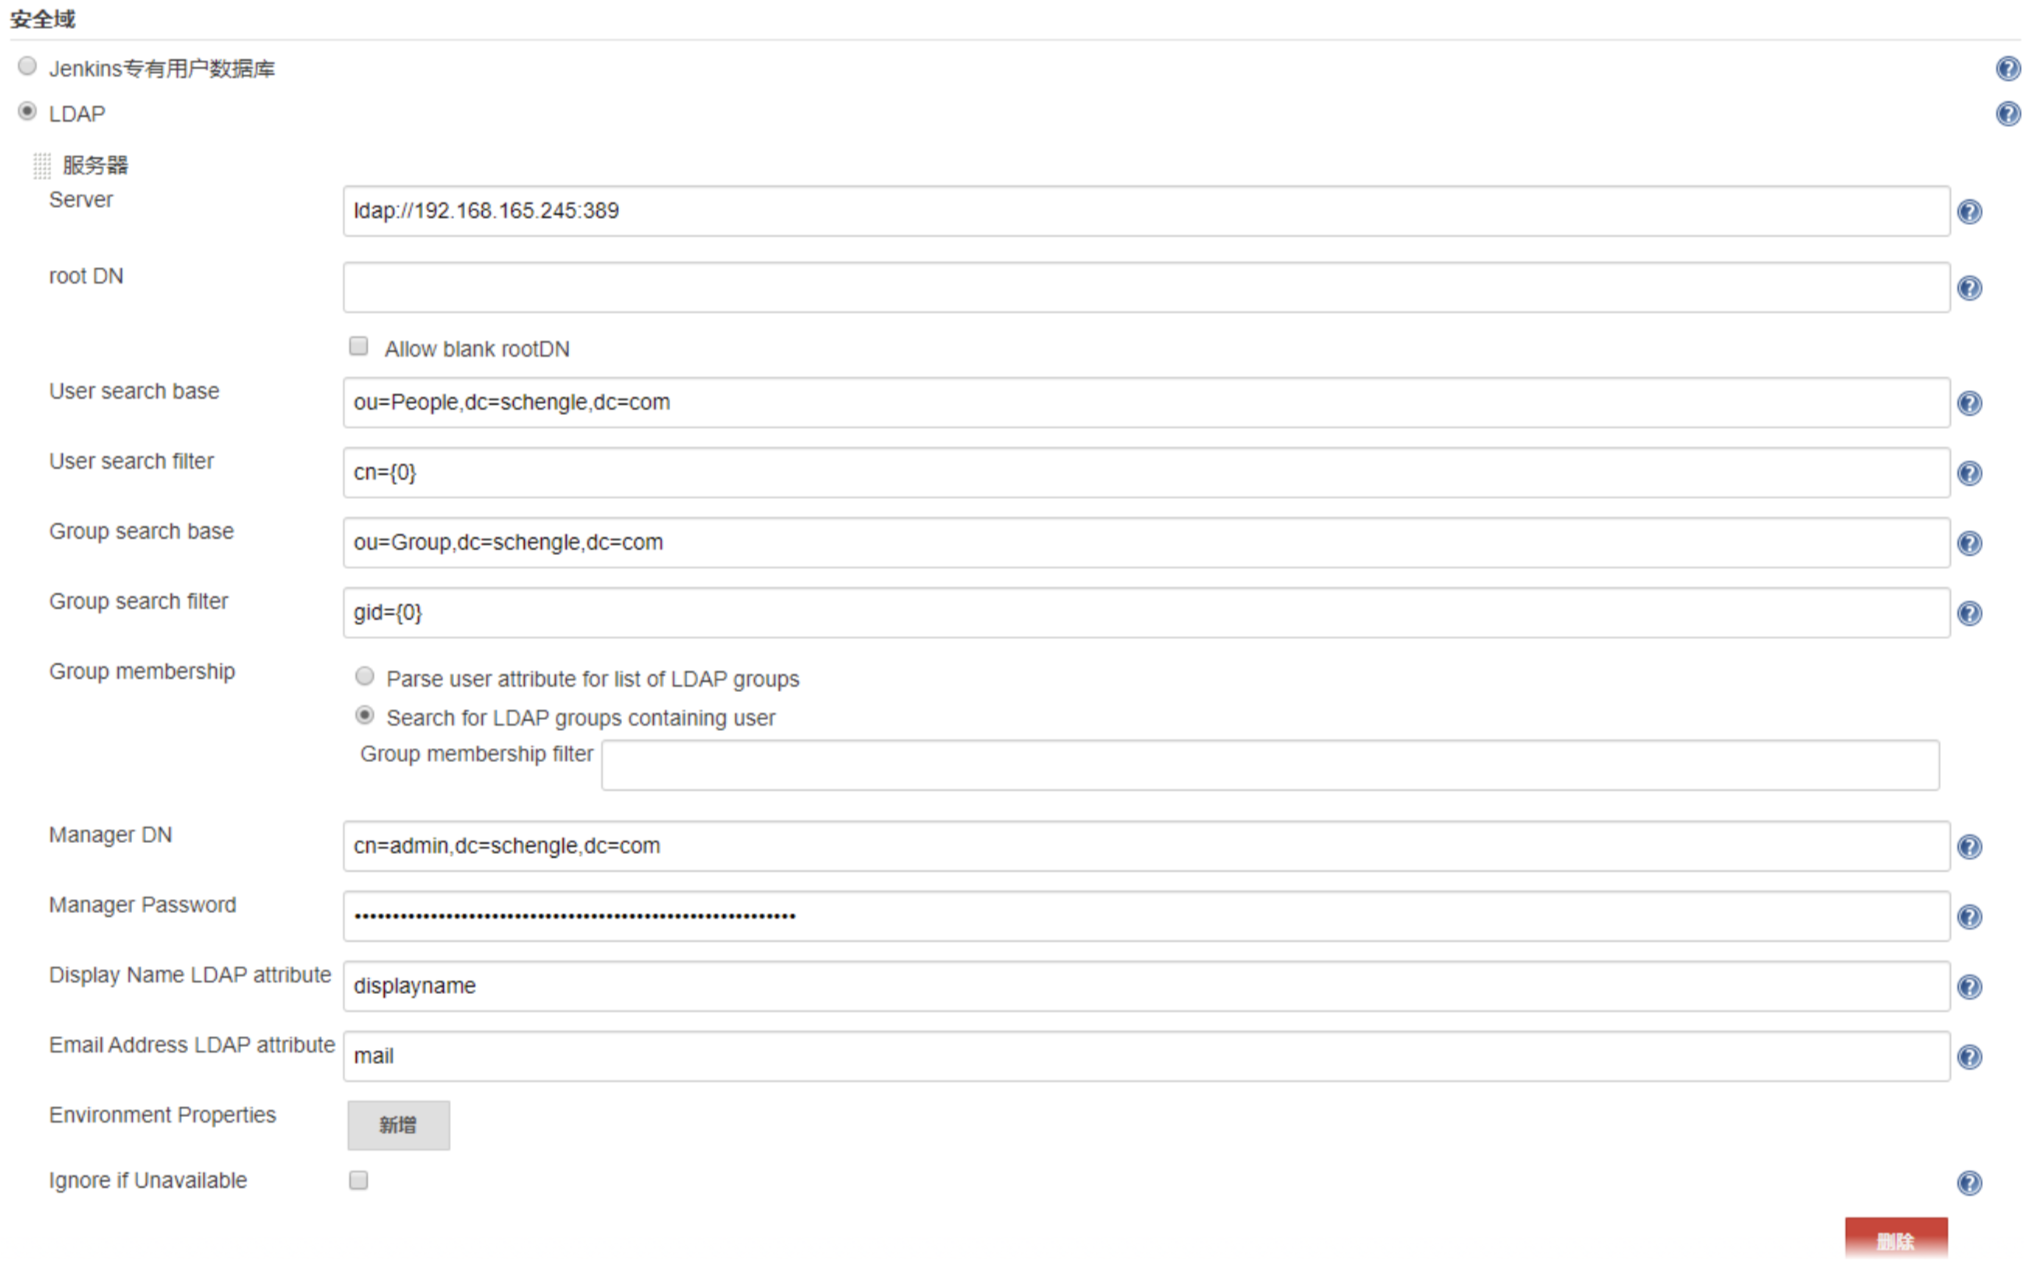 安全域
Jenkins专有用户数据库
LDAP
服务器
Server
ldap://192.168.165.245:389
root DN
Allow blank rootDN
User search base
ou=People,dc=schengle,dc=com
User search filter
cn={0}
Group search base
ou=Group,dc=schengle,dc=com
Group search filter
gid={0}
Group membership
Parse user attribute for list of LDAP groups
Search for LDAP groups containing user
Group membership filter
Manager DN
cn=admin,dc=schengle,dc=com
Manager Password
Display Name LDAP attribute
displayname
Email Address LDAP attribute
mail
Environment Properties
新增
Ignore if Unavailable
删除